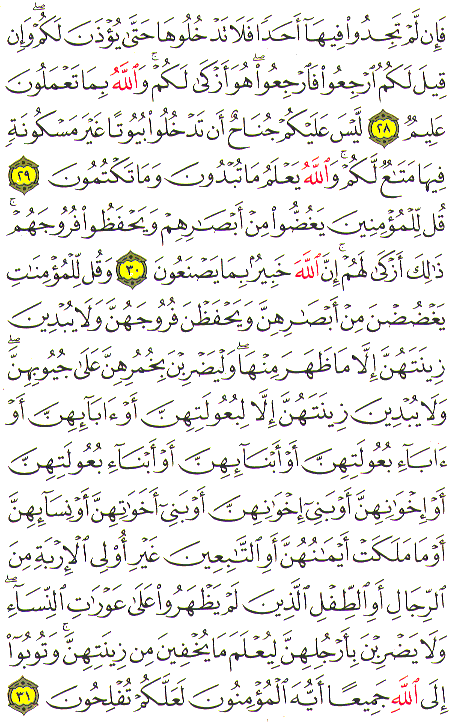 فَإِن لَّمْ تَجِدُوا۟ فِيهَآ أَحَدًا فَلَا تَدْخُلُوهَا حَتَّىٰ يُؤْذَنَ لَكُمْ ۖ وَإِن
قِيلَ لَكُمُ ٱرْجِعُوا۟ فَٱرْجِعُوا۟ ۖ هُوَ أَزْكَىٰ لَكُمْ ۚ وَٱللَّهُ بِمَا تَعْمَلُونَ
عَلِيمٌ ٢٨ لَّيْسَ عَلَيْكُمْ جُنَاحٌ أَن تَدْخُلُوا۟ بُيُوتًا غَيْرَ مَسْكُونَةٍ
فِيهَا مَتَـٰعٌ لَّكُمْ ۚ وَٱللَّهُ يَعْلَمُ مَا تُبْدُونَ وَمَا تَكْتُمُونَ ٢٩
قُل لِّلْمُؤْمِنِينَ يَغُضُّوا۟ مِنْ أَبْصَـٰرِهِمْ وَيَحْفَظُوا۟ فُرُوجَهُمْ ۚ
ذَٰلِكَ أَزْكَىٰ لَهُمْ ۗ إِنَّ ٱللَّهَ خَبِيرٌۢ بِمَا يَصْنَعُونَ ٣٠ وَقُل لِّلْمُؤْمِنَـٰتِ
يَغْضُضْنَ مِنْ أَبْصَـٰرِهِنَّ وَيَحْفَظْنَ فُرُوجَهُنَّ وَلَا يُبْدِينَ
زِينَتَهُنَّ إِلَّا مَا ظَهَرَ مِنْهَا ۖ وَلْيَضْرِبْنَ بِخُمُرِهِنَّ عَلَىٰ جُيُوبِهِنَّ ۖ
وَلَا يُبْدِينَ زِينَتَهُنَّ إِلَّا لِبُعُولَتِهِنَّ أَوْ ءَابَآئِهِنَّ أَوْ
ءَابَآءِ بُعُولَتِهِنَّ أَوْ أَبْنَآئِهِنَّ أَوْ أَبْنَآءِ بُعُولَتِهِنَّ
أَوْ إِخْوَٰنِهِنَّ أَوْ بَنِىٓ إِخْوَٰنِهِنَّ أَوْ بَنِىٓ أَخَوَٰتِهِنَّ أَوْ نِسَآئِهِنَّ
أَوْ مَا مَلَكَتْ أَيْمَـٰنُهُنَّ أَوِ ٱلتَّـٰبِعِينَ غَيْرِ أُو۟لِى ٱلْإِرْبَةِ مِنَ
ٱلرِّجَالِ أَوِ ٱلطِّفْلِ ٱلَّذِينَ لَمْ يَظْهَرُوا۟ عَلَىٰ عَوْرَٰتِ ٱلنِّسَآءِ ۖ
وَلَا يَضْرِبْنَ بِأَرْجُلِهِنَّ لِيُعْلَمَ مَا يُخْفِينَ مِن زِينَتِهِنَّ ۚ وَتُوبُوٓا۟
إِلَى ٱللَّهِ جَمِيعًا أَيُّهَ ٱلْمُؤْمِنُونَ لَعَلَّكُمْ تُفْلِحُونَ ٣١